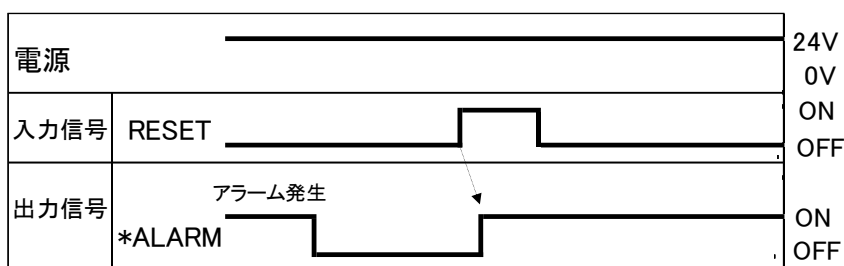 電源
24V
0V
入力信号 RESET
ON
OFF
アラーム発生
出力信号
*ALARM
ON
OFF